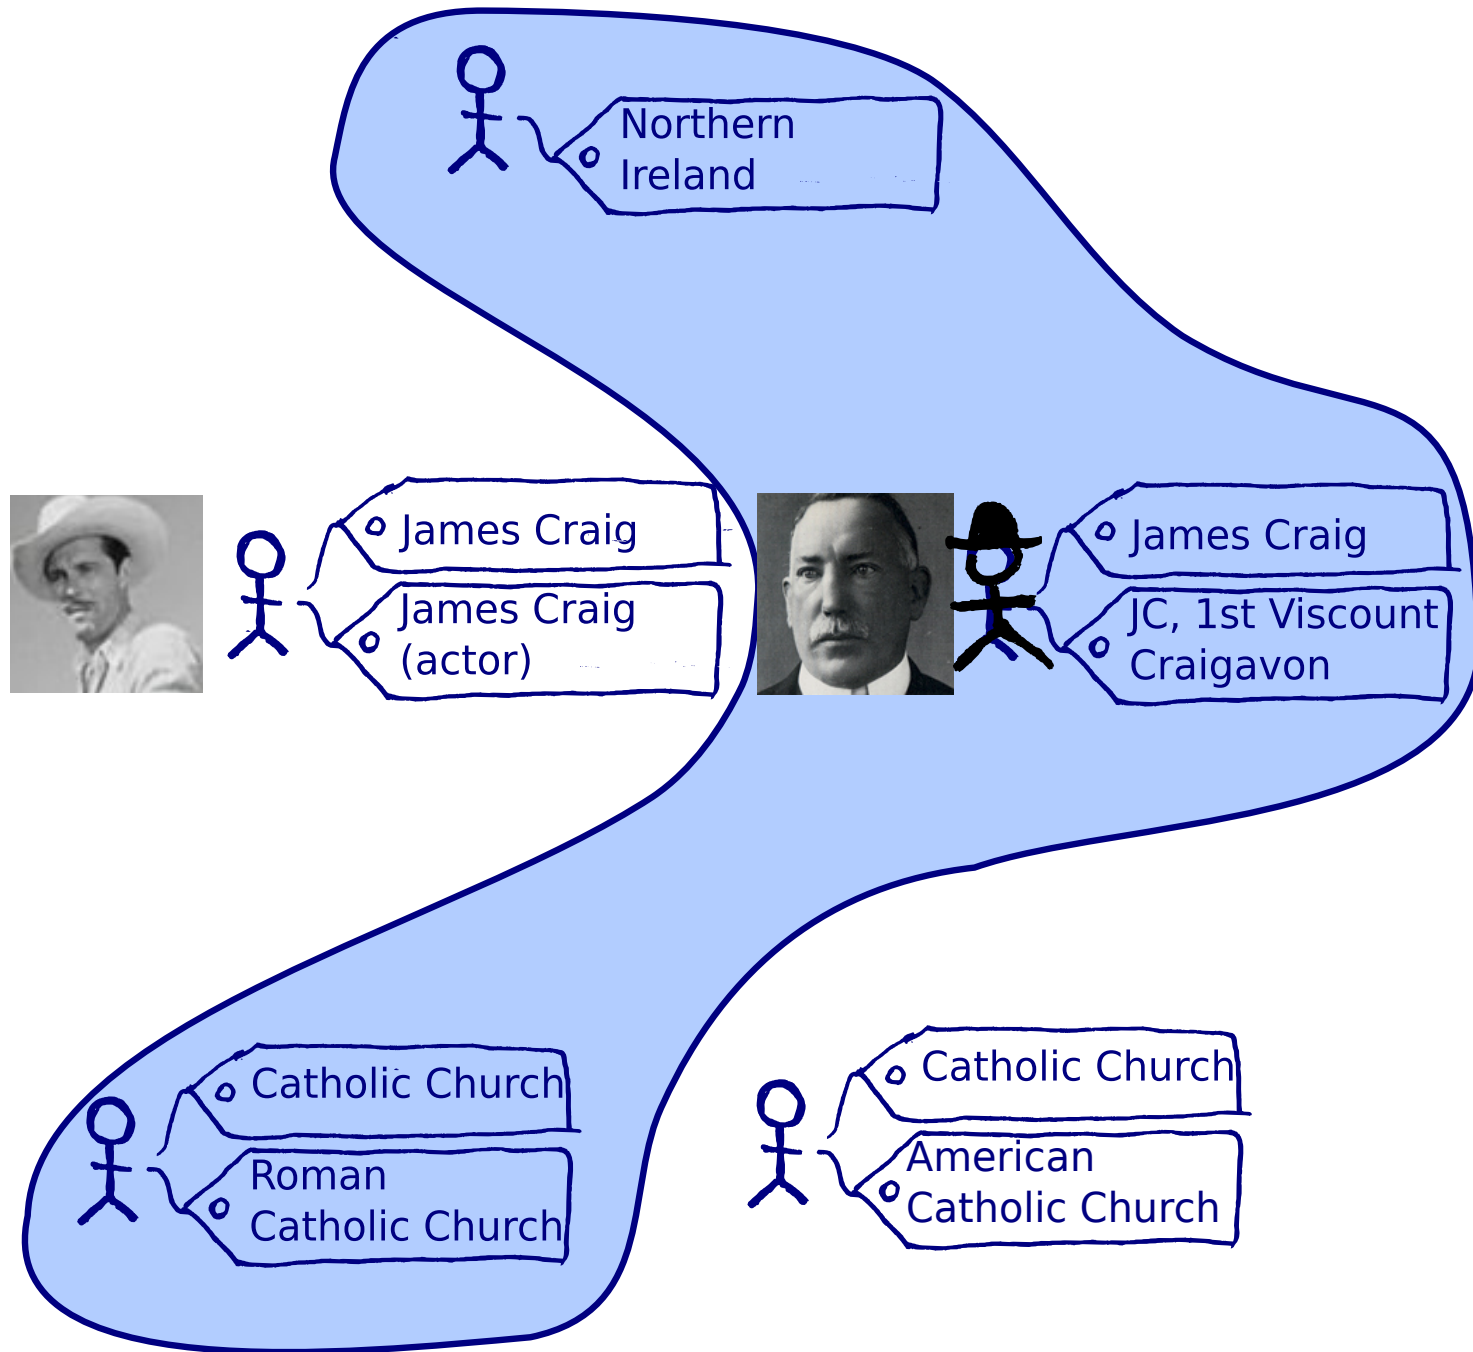 Northern
Ireland
James Craig
James Craig
(actor)
James Craig
JC, 1st Viscount
Craigavon
Catholic Church
Roman
Catholic Church
Catholic Church
American
Catholic Church